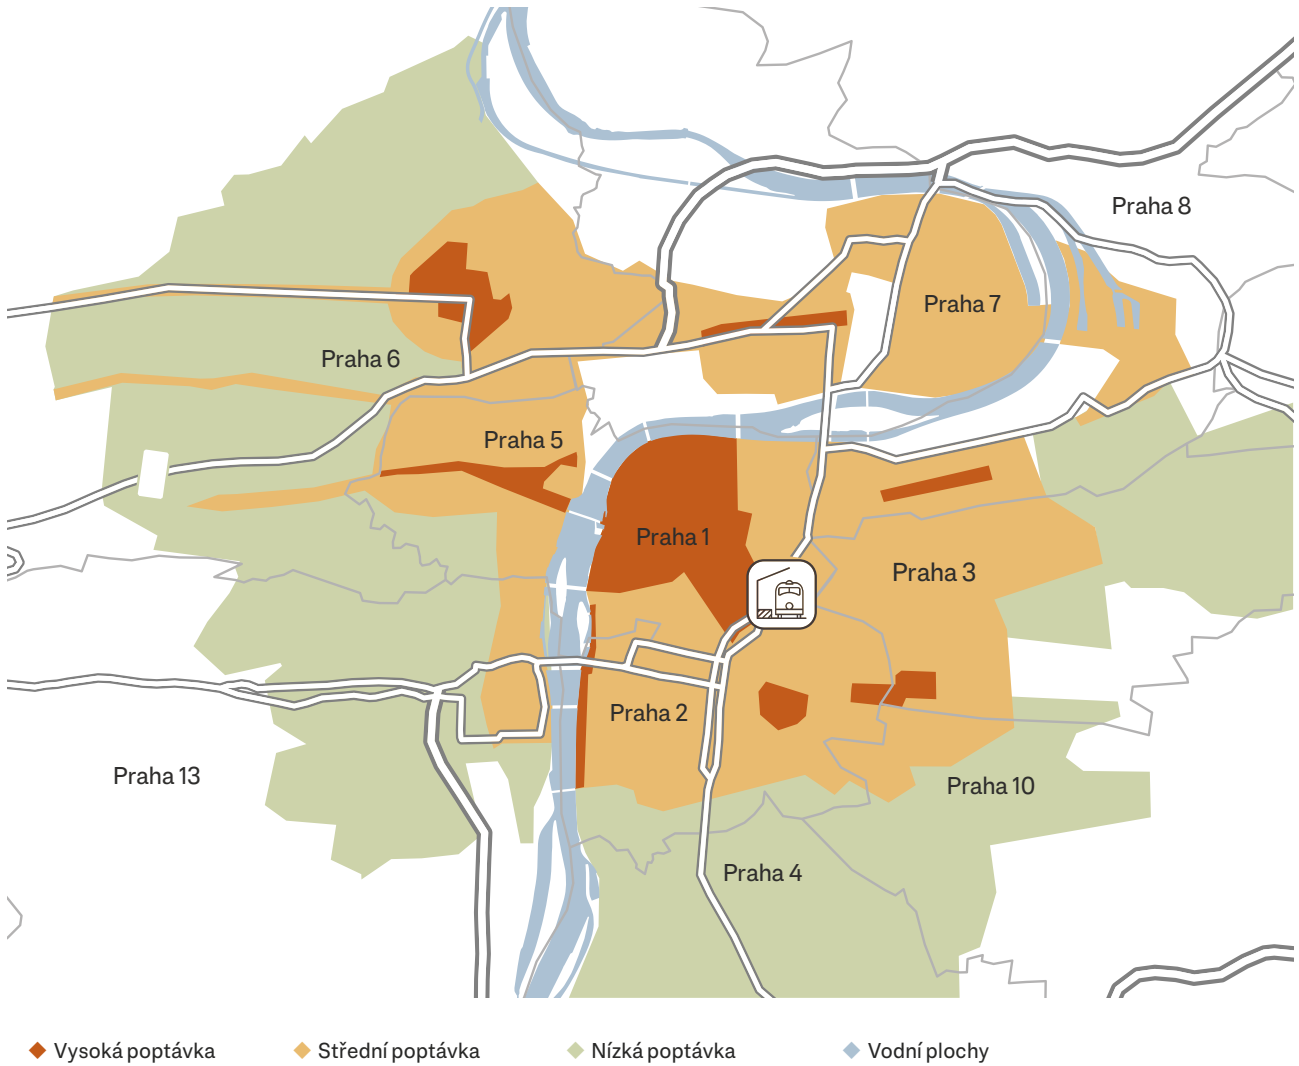 Praha 8
Praha 7
Praha 6
Praha 5
Praha 1
Praha 3
Praha 2
Praha 13
Praha 10
Praha 4
Vysoká poptávka
Střední poptávka
Nízká poptávka
Vodní plochy